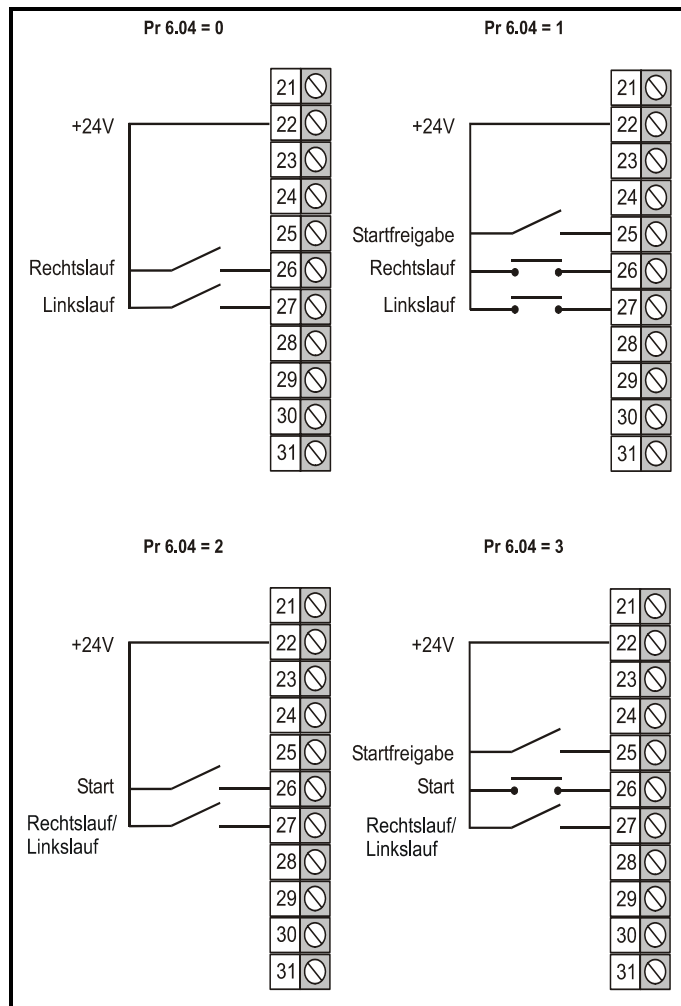 Pr 6.04 = 0
21
+24V 22
23
24
25
Rechtslauf 26
Linkslauf 27
28
29
30
31
Pr 6.04 = 1
21
+24V 22
23
24
Startfreigabe 25
Rechtslauf 26
Linkslauf 27
28
29
30
31
Pr 6.04 = 2
21
+24V 22
23
24
25
Start 26
Rechtslauf/ 27
Linkslauf
28
29
30
31
Pr 6.04 = 3
21
+24V 22
23
24
Startfreigabe 25
Start 26
Rechtslauf/ 27
Linkslauf
28
29
30
31